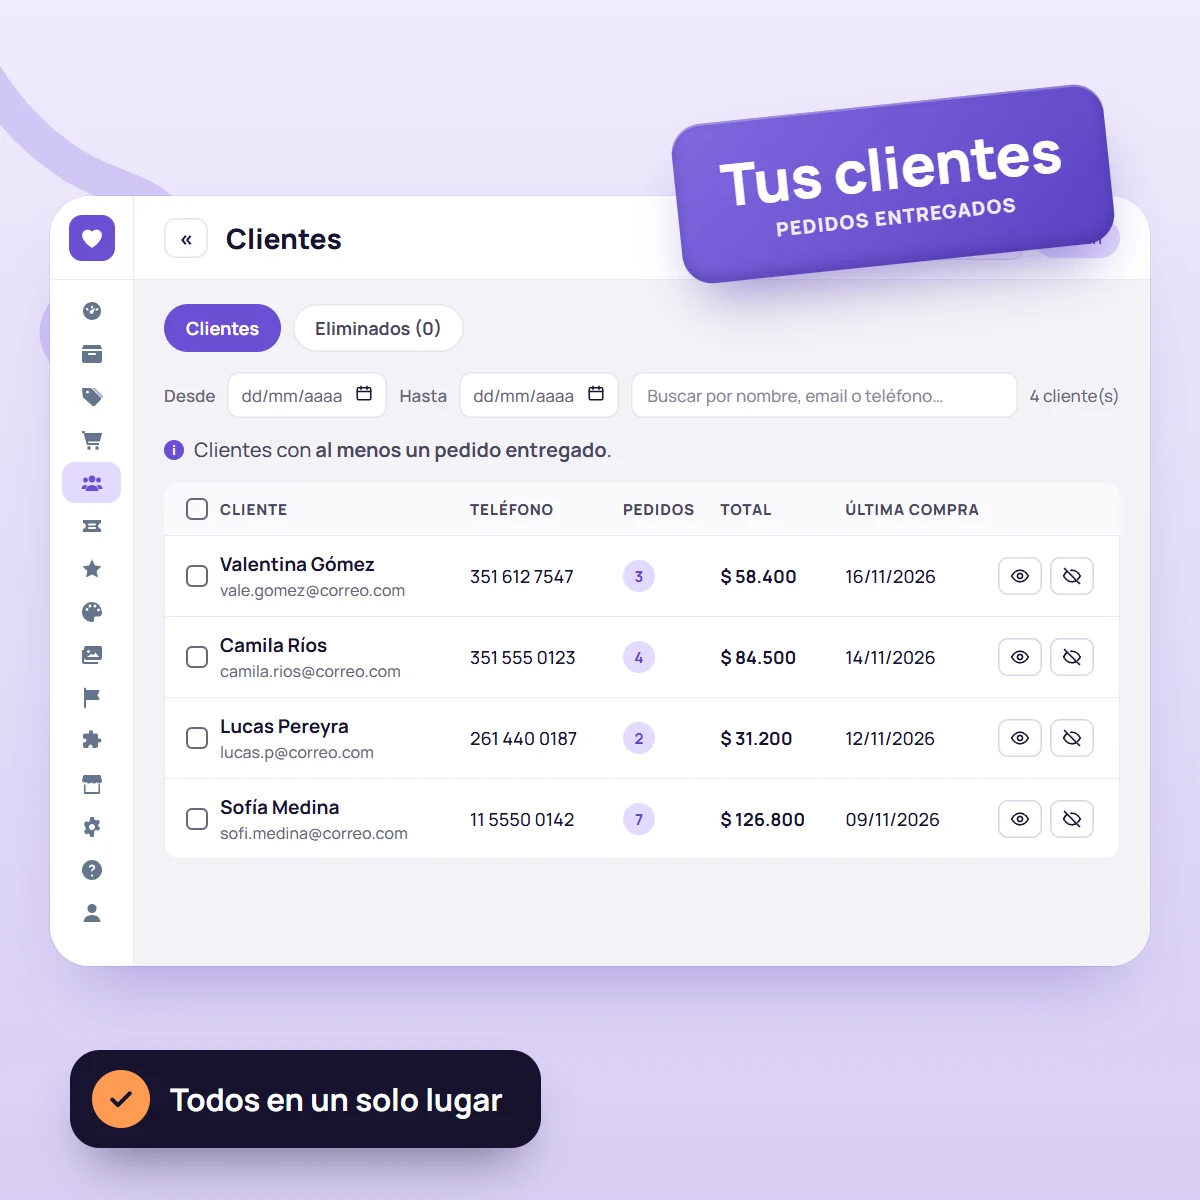 Tus clientes
PEDIDOS ENTREGADOS
« Clientes
Clientes Eliminados (0)
Desde dd/mm/aaaa Hasta dd/mm/aaaa Buscar por nombre, email o teléfono... 4 cliente(s)
i Clientes con al menos un pedido entregado.
CLIENTE TELÉFONO PEDIDOS TOTAL ÚLTIMA COMPRA
Valentina Gómez
vale.gomez@correo.com
351 612 7547 3 $ 58.400 16/11/2026
Camila Ríos
camila.rios@correo.com
351 555 0123 4 $ 84.500 14/11/2026
Lucas Pereyra
lucas.p@correo.com
261 440 0187 2 $ 31.200 12/11/2026
Sofía Medina
sofi.medina@correo.com
11 5550 0142 7 $ 126.800 09/11/2026
Todos en un solo lugar